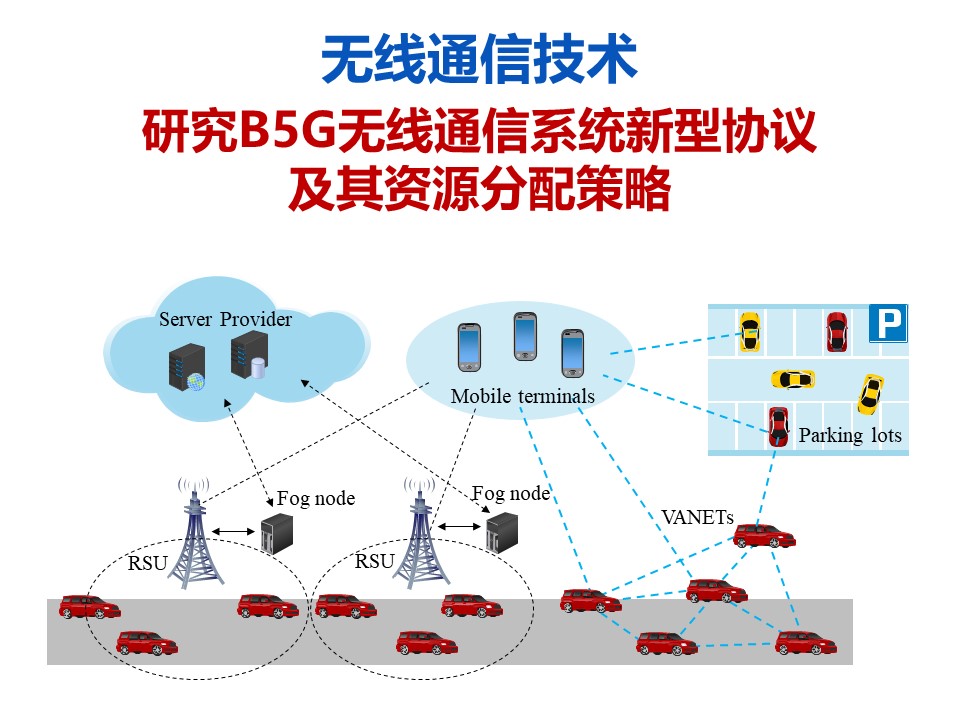 无线通信技术
研究B5G无线通信系统新型协议
及其资源分配策略
Server Provider
Mobile terminals
P
Parking lots
Fog node
Fog node
VANETs
RSU
RSU